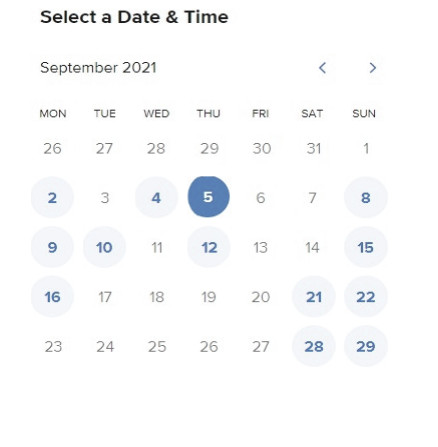 Select a Date & Time
September 2021
MON TUE WED THU FRI SAT SUN
26 27 28 29 30 31 1
2 3 4 5 6 7 8
9 10 11 12 13 14 15
16 17 18 19 20 21 22
23 24 25 26 27 28 29